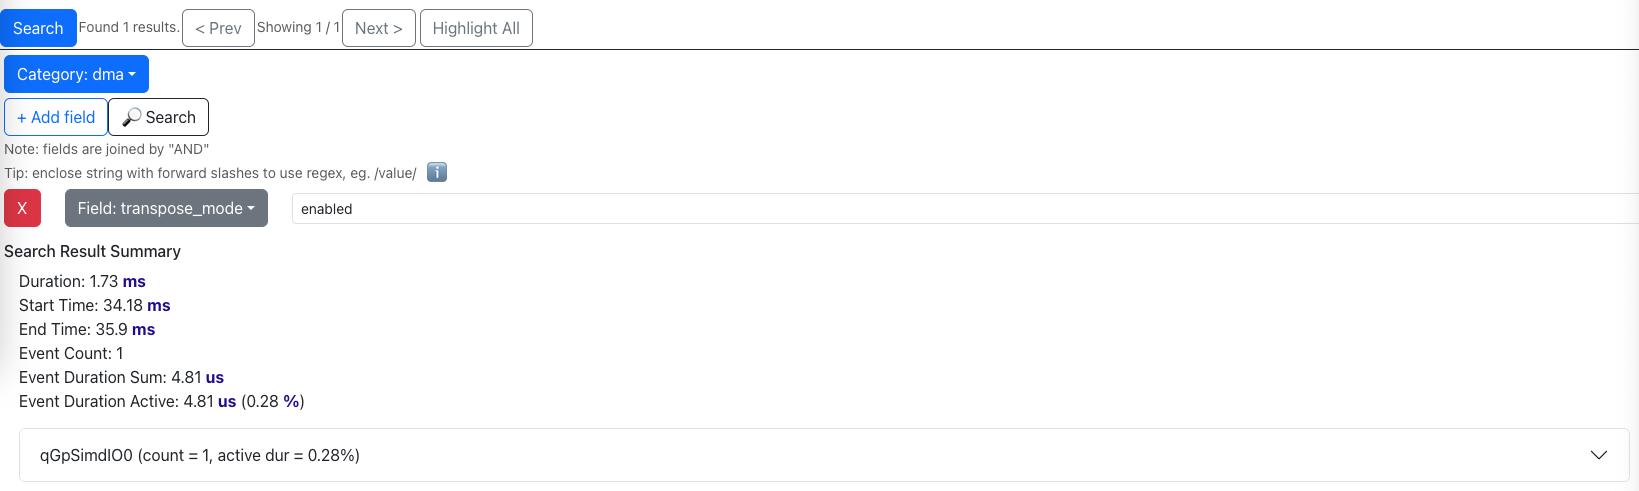 Search Found 1 results. < Prev Showing 1 / 1 Next > Highlight All
Category: dma
+ Add field 🔎 Search
Note: fields are joined by "AND"
Tip: enclose string with forward slashes to use regex, eg. /value/ ℹ️
X Field: transpose_mode enabled
Search Result Summary
Duration: 1.73 ms
Start Time: 34.18 ms
End Time: 35.9 ms
Event Count: 1
Event Duration Sum: 4.81 us
Event Duration Active: 4.81 us (0.28 %)
qGpSimdIO0 (count = 1, active dur = 0.28%)